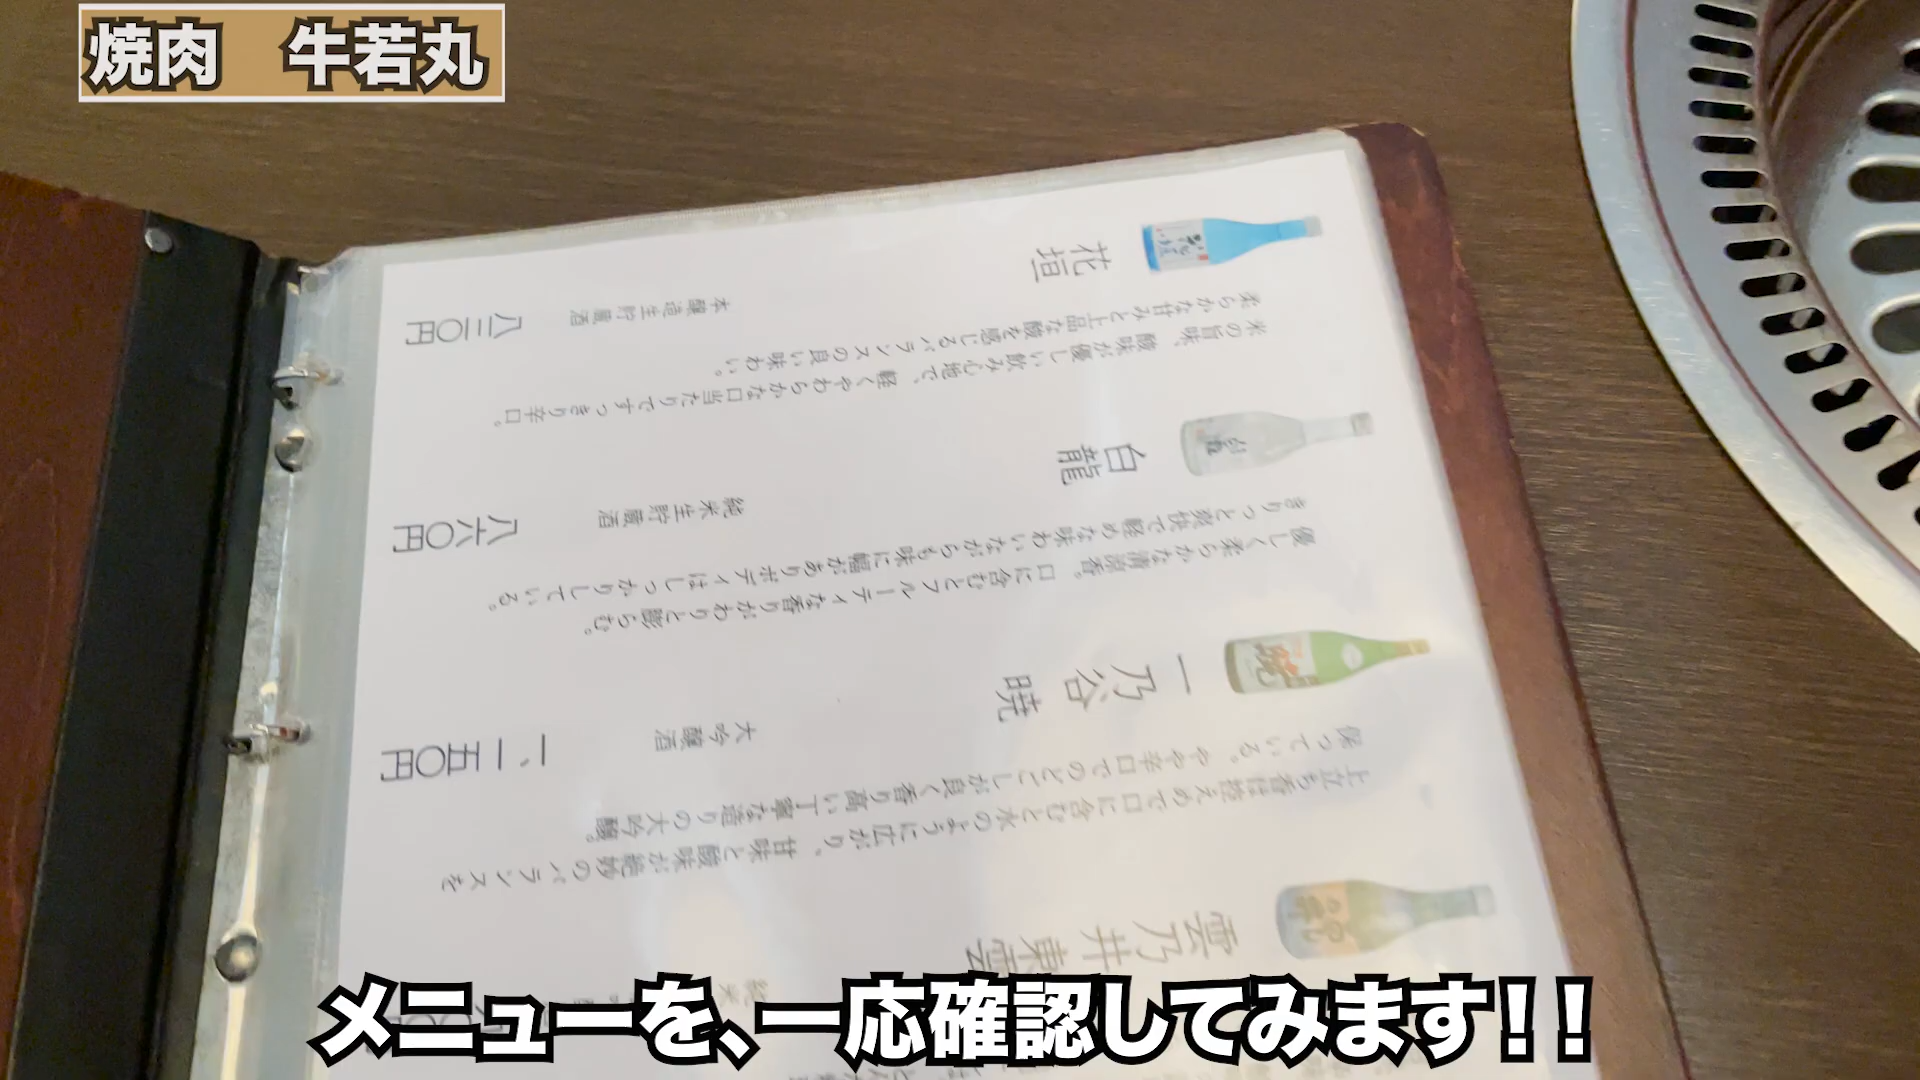 焼肉　牛若丸
花垣
本醸造生貯蔵酒
八三〇円
柔らかな甘みと上品な酸を感じるバランスの良い味わい。
米の旨味、酸味が優しい飲み心地で、軽くやわらかな口当たりですっきり辛口。
白龍
純米生貯蔵酒
八六〇円
きりっと爽快で軽めな味わいながらも味に幅がありボディはしっかりしている。
優しく柔らかな清涼香。口に含むとフルーティな香りがわりと膨らむ。
一乃谷 暁
大吟醸酒
一、一五〇円
保っている。やや辛口でのどごしが良く香り高い丁寧な造りの大吟醸。
上立ち香は控えめで口に含むと水のように広がり、甘味と酸味が絶妙のバランスを
雲乃井 東雲
メニューを、一応確認してみます！！